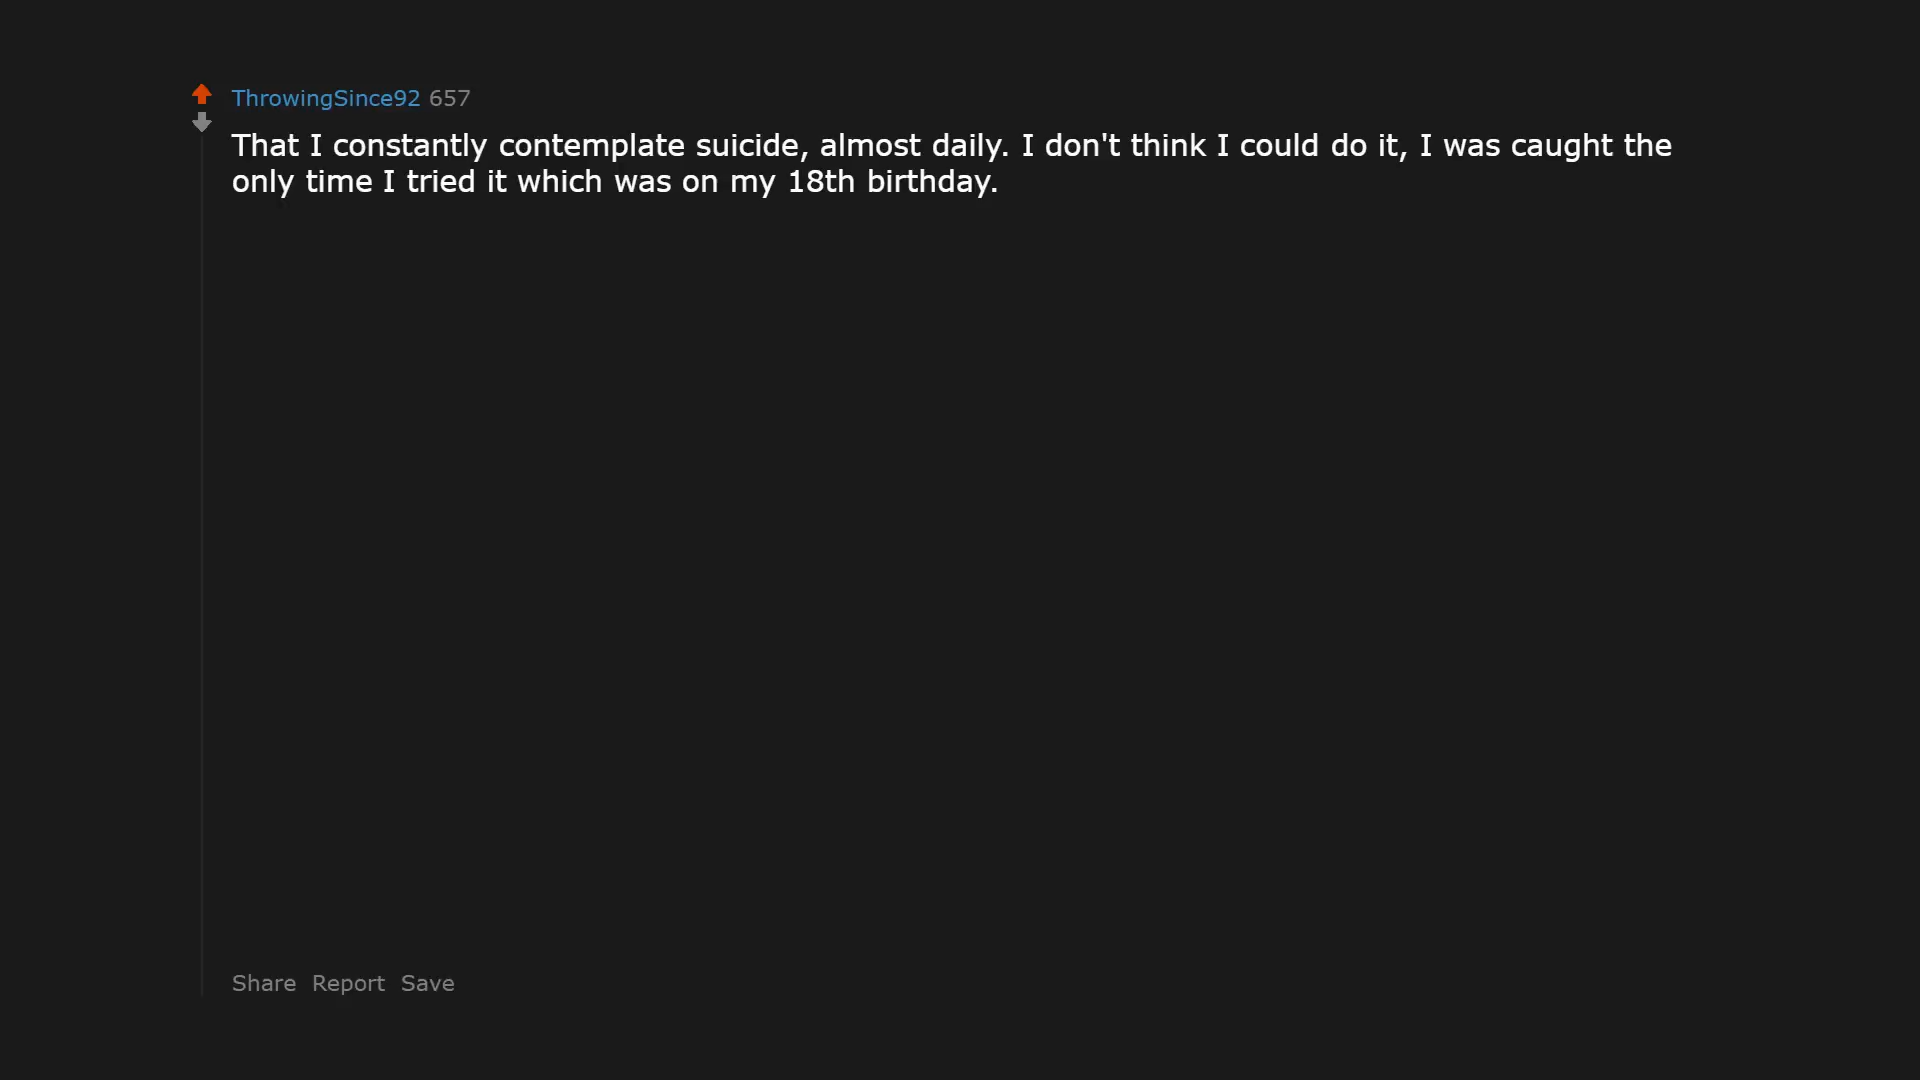 ThrowingSince92 657
That I constantly contemplate suicide, almost daily. I don't think I could do it, I was caught the
only time I tried it which was on my 18th birthday.
Share Report Save